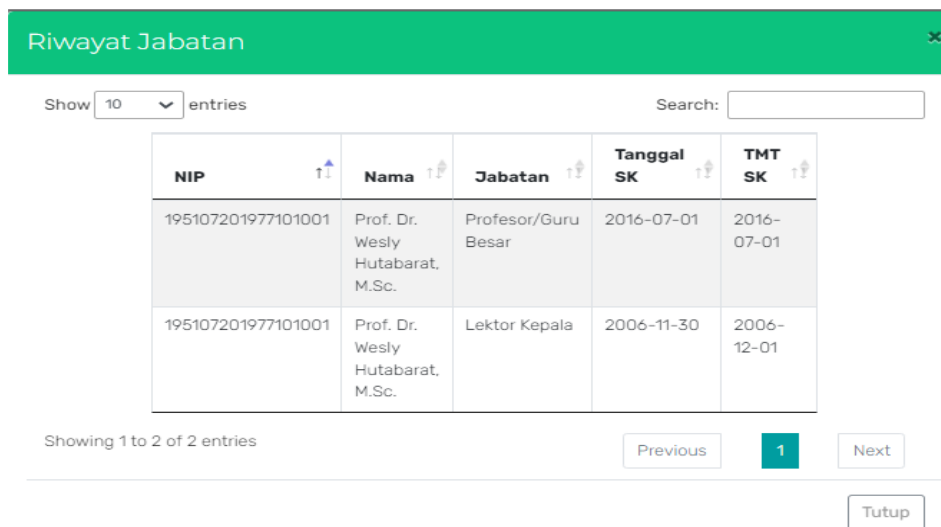 Riwayat Jabatan
Show 10 entries Search:
NIP Nama Jabatan Tanggal SK TMT SK
195107201977101001 Prof. Dr. Wesly Hutabarat, M.Sc. Profesor/Guru Besar 2016-07-01 2016-07-01
195107201977101001 Prof. Dr. Wesly Hutabarat, M.Sc. Lektor Kepala 2006-11-30 2006-12-01
Showing 1 to 2 of 2 entries Previous 1 Next
Tutup